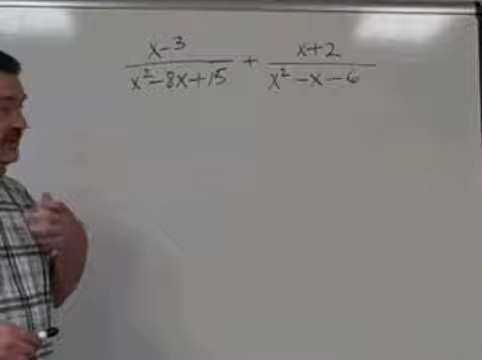 x-3 / x²-8x+15 + x+2 / x²-x-6